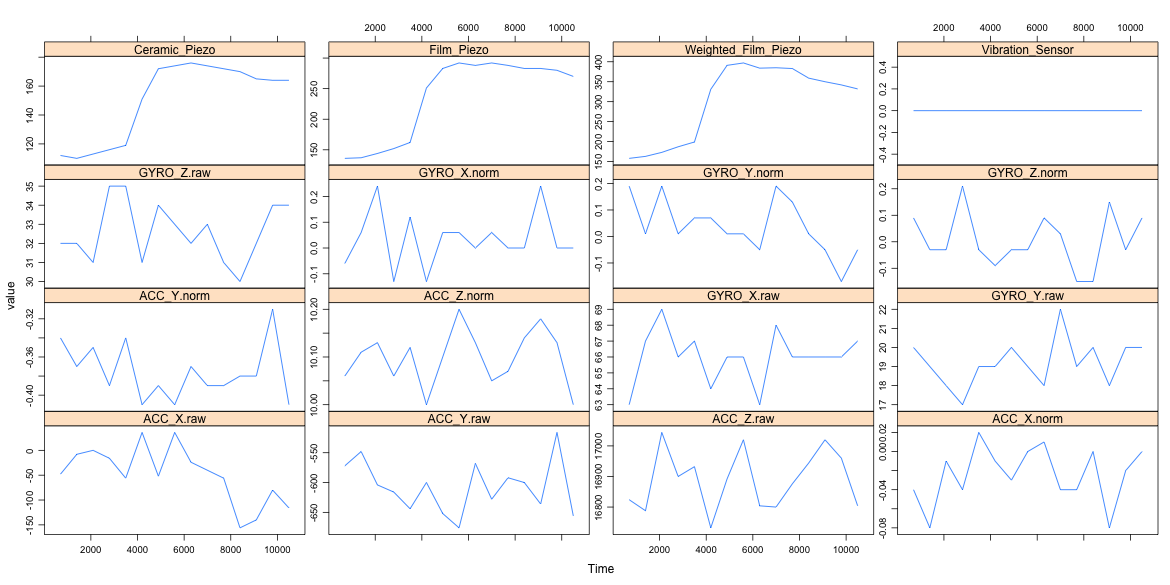 2000 4000 6000 8000 10000 2000 4000 6000 8000 10000
Ceramic_Piezo Film_Piezo Weighted_Film_Piezo Vibration_Sensor
120 140 160
150 200 250
150 200 250 300 350 400
-0.4 -0.2 0.0 0.2 0.4
GYRO_Z.raw GYRO_X.norm GYRO_Y.norm GYRO_Z.norm
30 31 32 33 34 35
-0.1 0.0 0.1 0.2
-0.1 0.0 0.1 0.2
-0.1 0.0 0.1 0.2
value
ACC_Y.norm ACC_Z.norm GYRO_X.raw GYRO_Y.raw
-0.40 -0.36 -0.32
10.00 10.10 10.20
63 64 65 66 67 68 69
17 18 19 20 21 22
ACC_X.raw ACC_Y.raw ACC_Z.raw ACC_X.norm
-150 -100 -50 0
-650 -600 -550
16800 16900 17000
-0.08 -0.04 0.00 0.02
2000 4000 6000 8000 10000 2000 4000 6000 8000 10000
Time